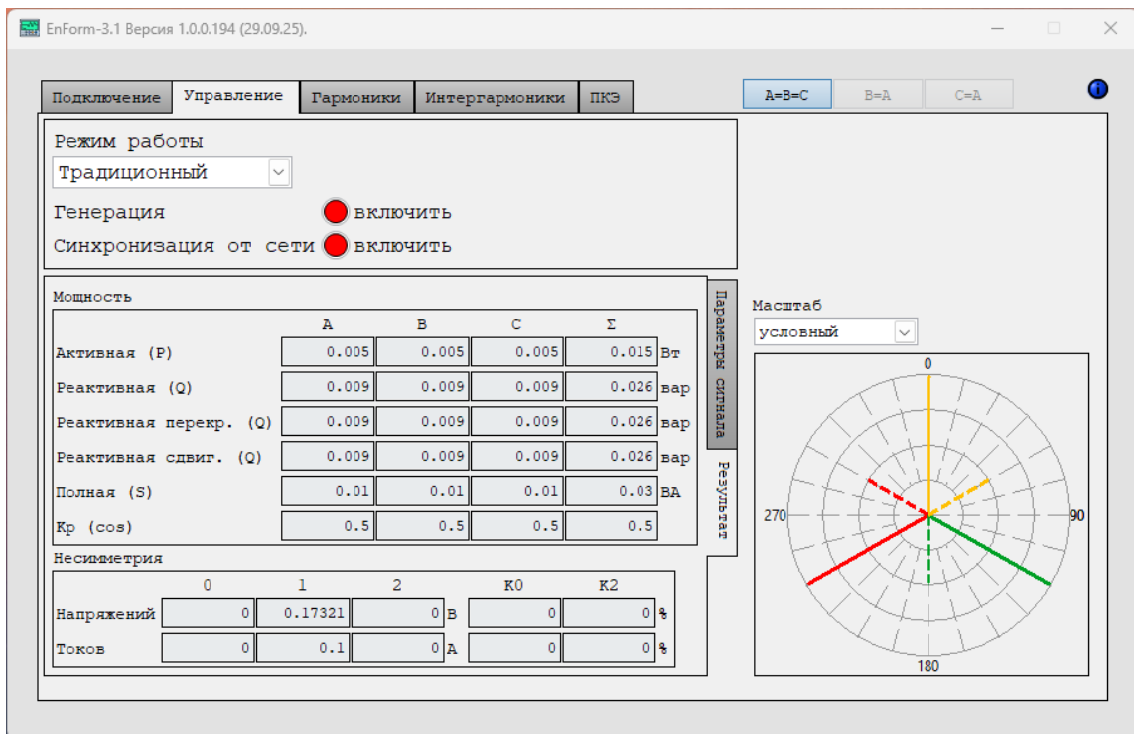 EnForm-3.1 Версия 1.0.0.194 (29.09.25).
Подключение Управление Гармоники Интергармоники ПКЭ A=B=C B=A C=A
Режим работы
Традиционный
Генерация включить
Синхронизация от сети включить
Мощность
A B C Σ
Активная (P) 0.005 0.005 0.005 0.015 Вт
Реактивная (Q) 0.009 0.009 0.009 0.026 вар
Реактивная перекр. (Q) 0.009 0.009 0.009 0.026 вар
Реактивная сдвиг. (Q) 0.009 0.009 0.009 0.026 вар
Полная (S) 0.01 0.01 0.01 0.03 ВА
Кр (cos) 0.5 0.5 0.5 0.5
Несимметрия
0 1 2 K0 K2
Напряжений 0 0.17321 0 В 0 0 %
Токов 0 0.1 0 А 0 0 %
Параметры сигнала
Результат
Масштаб
условный
0
270
90
180